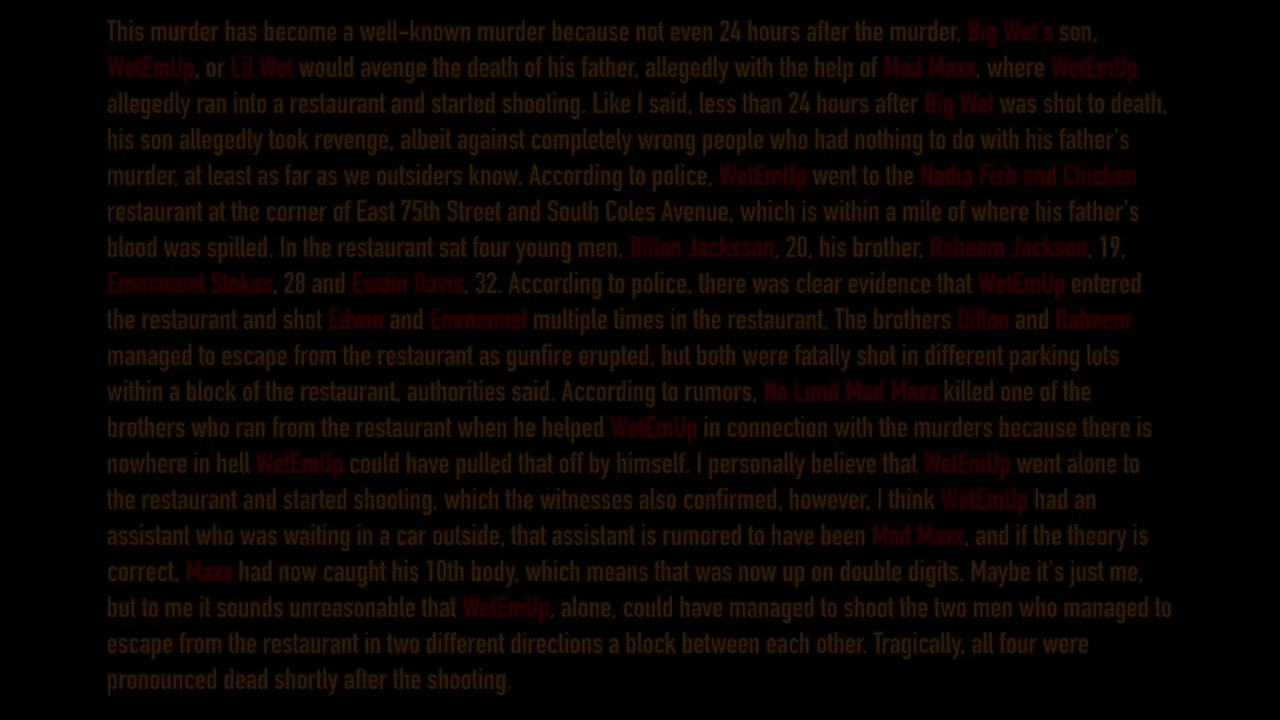 This murder has become a well-known murder because not even 24 hours after the murder, Big Wet's son,
WetEmUp, or Lil Wet would avenge the death of his father, allegedly with the help of Mad Maxx, where WetEmUp
allegedly ran into a restaurant and started shooting. Like I said, less than 24 hours after Big Wet was shot to death,
his son allegedly took revenge, albeit against completely wrong people who had nothing to do with his father's
murder, at least as far as we outsiders know. According to police, WetEmUp went to the Nadia Fish and Chicken
restaurant at the corner of East 75th Street and South Coles Avenue, which is within a mile of where his father's
blood was spilled. In the restaurant sat four young men, Dillon Jacksson, 20, his brother, Raheem Jackson, 19,
Emmanuel Stokes, 28 and Ewdin Davis, 32. According to police, there was clear evidence that WetEmUp entered
the restaurant and shot Edwin and Emmanuel multiple times in the restaurant. The brothers Dillon and Raheem
managed to escape from the restaurant as gunfire erupted, but both were fatally shot in different parking lots
within a block of the restaurant, authorities said. According to rumors, No Limit Mad Maxx killed one of the
brothers who ran from the restaurant when he helped WetEmUp in connection with the murders because there is
nowhere in hell WetEmUp could have pulled that off by himself. I personally believe that WetEmUp went alone to
the restaurant and started shooting, which the witnesses also confirmed, however, I think WetEmUp had an
assistant who was waiting in a car outside, that assistant is rumored to have been Mad Maxx, and if the theory is
correct, Maxx had now caught his 10th body, which means that was now up on double digits. Maybe it's just me,
but to me it sounds unreasonable that WetEmUp, alone, could have managed to shoot the two men who managed to
escape from the restaurant in two different directions a block between each other. Tragically, all four were
pronounced dead shortly after the shooting.